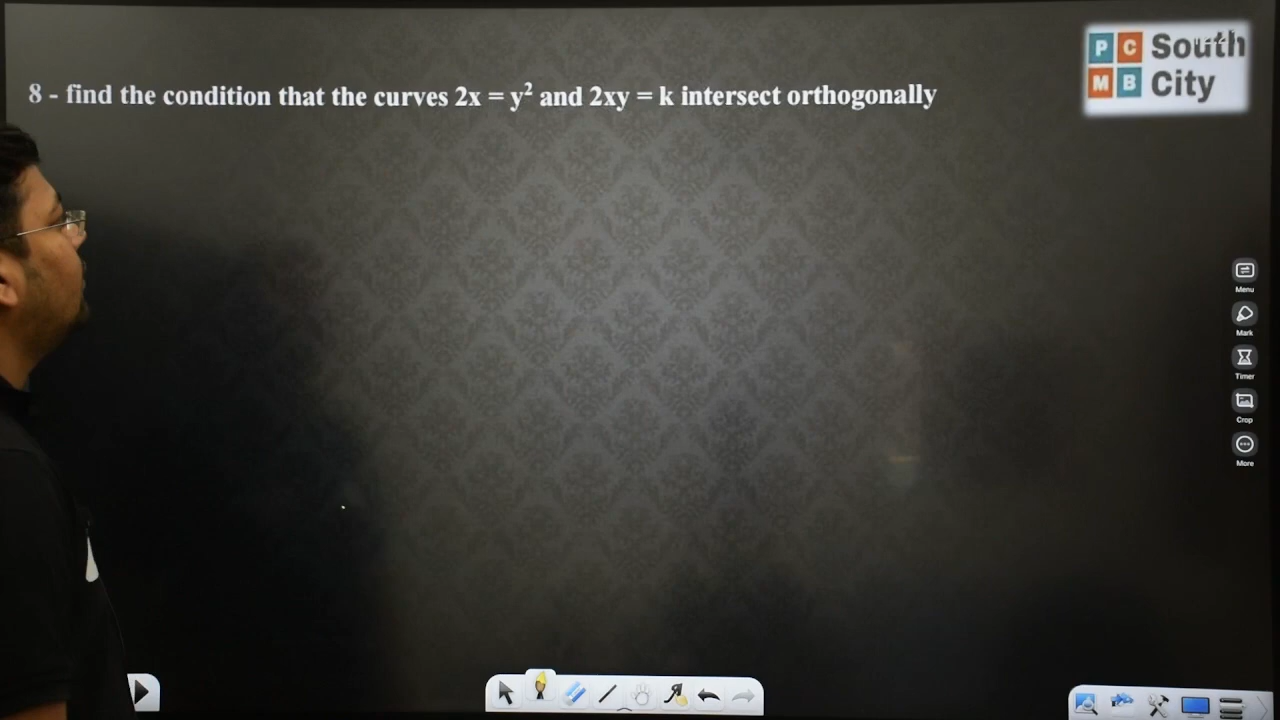 8 - find the condition that the curves 2x = y² and 2xy = k intersect orthogonally
P C South
M B City
Menu
Mark
Timer
Crop
More